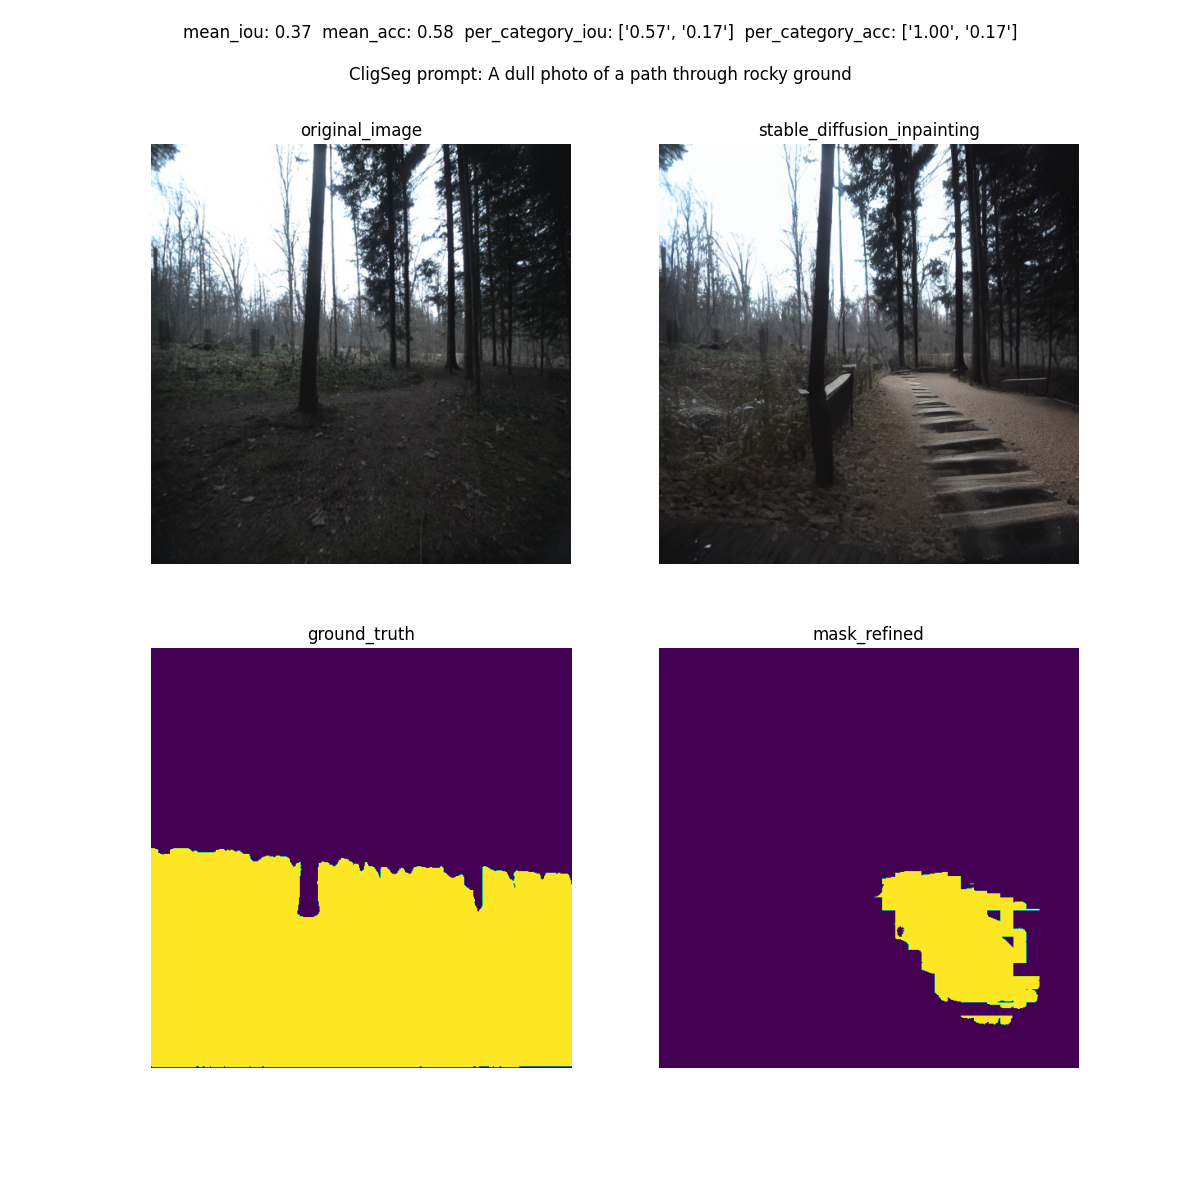 mean_iou: 0.37  mean_acc: 0.58  per_category_iou: ['0.57', '0.17']  per_category_acc: ['1.00', '0.17']
CligSeg prompt: A dull photo of a path through rocky ground
original_image
stable_diffusion_inpainting
ground_truth
mask_refined